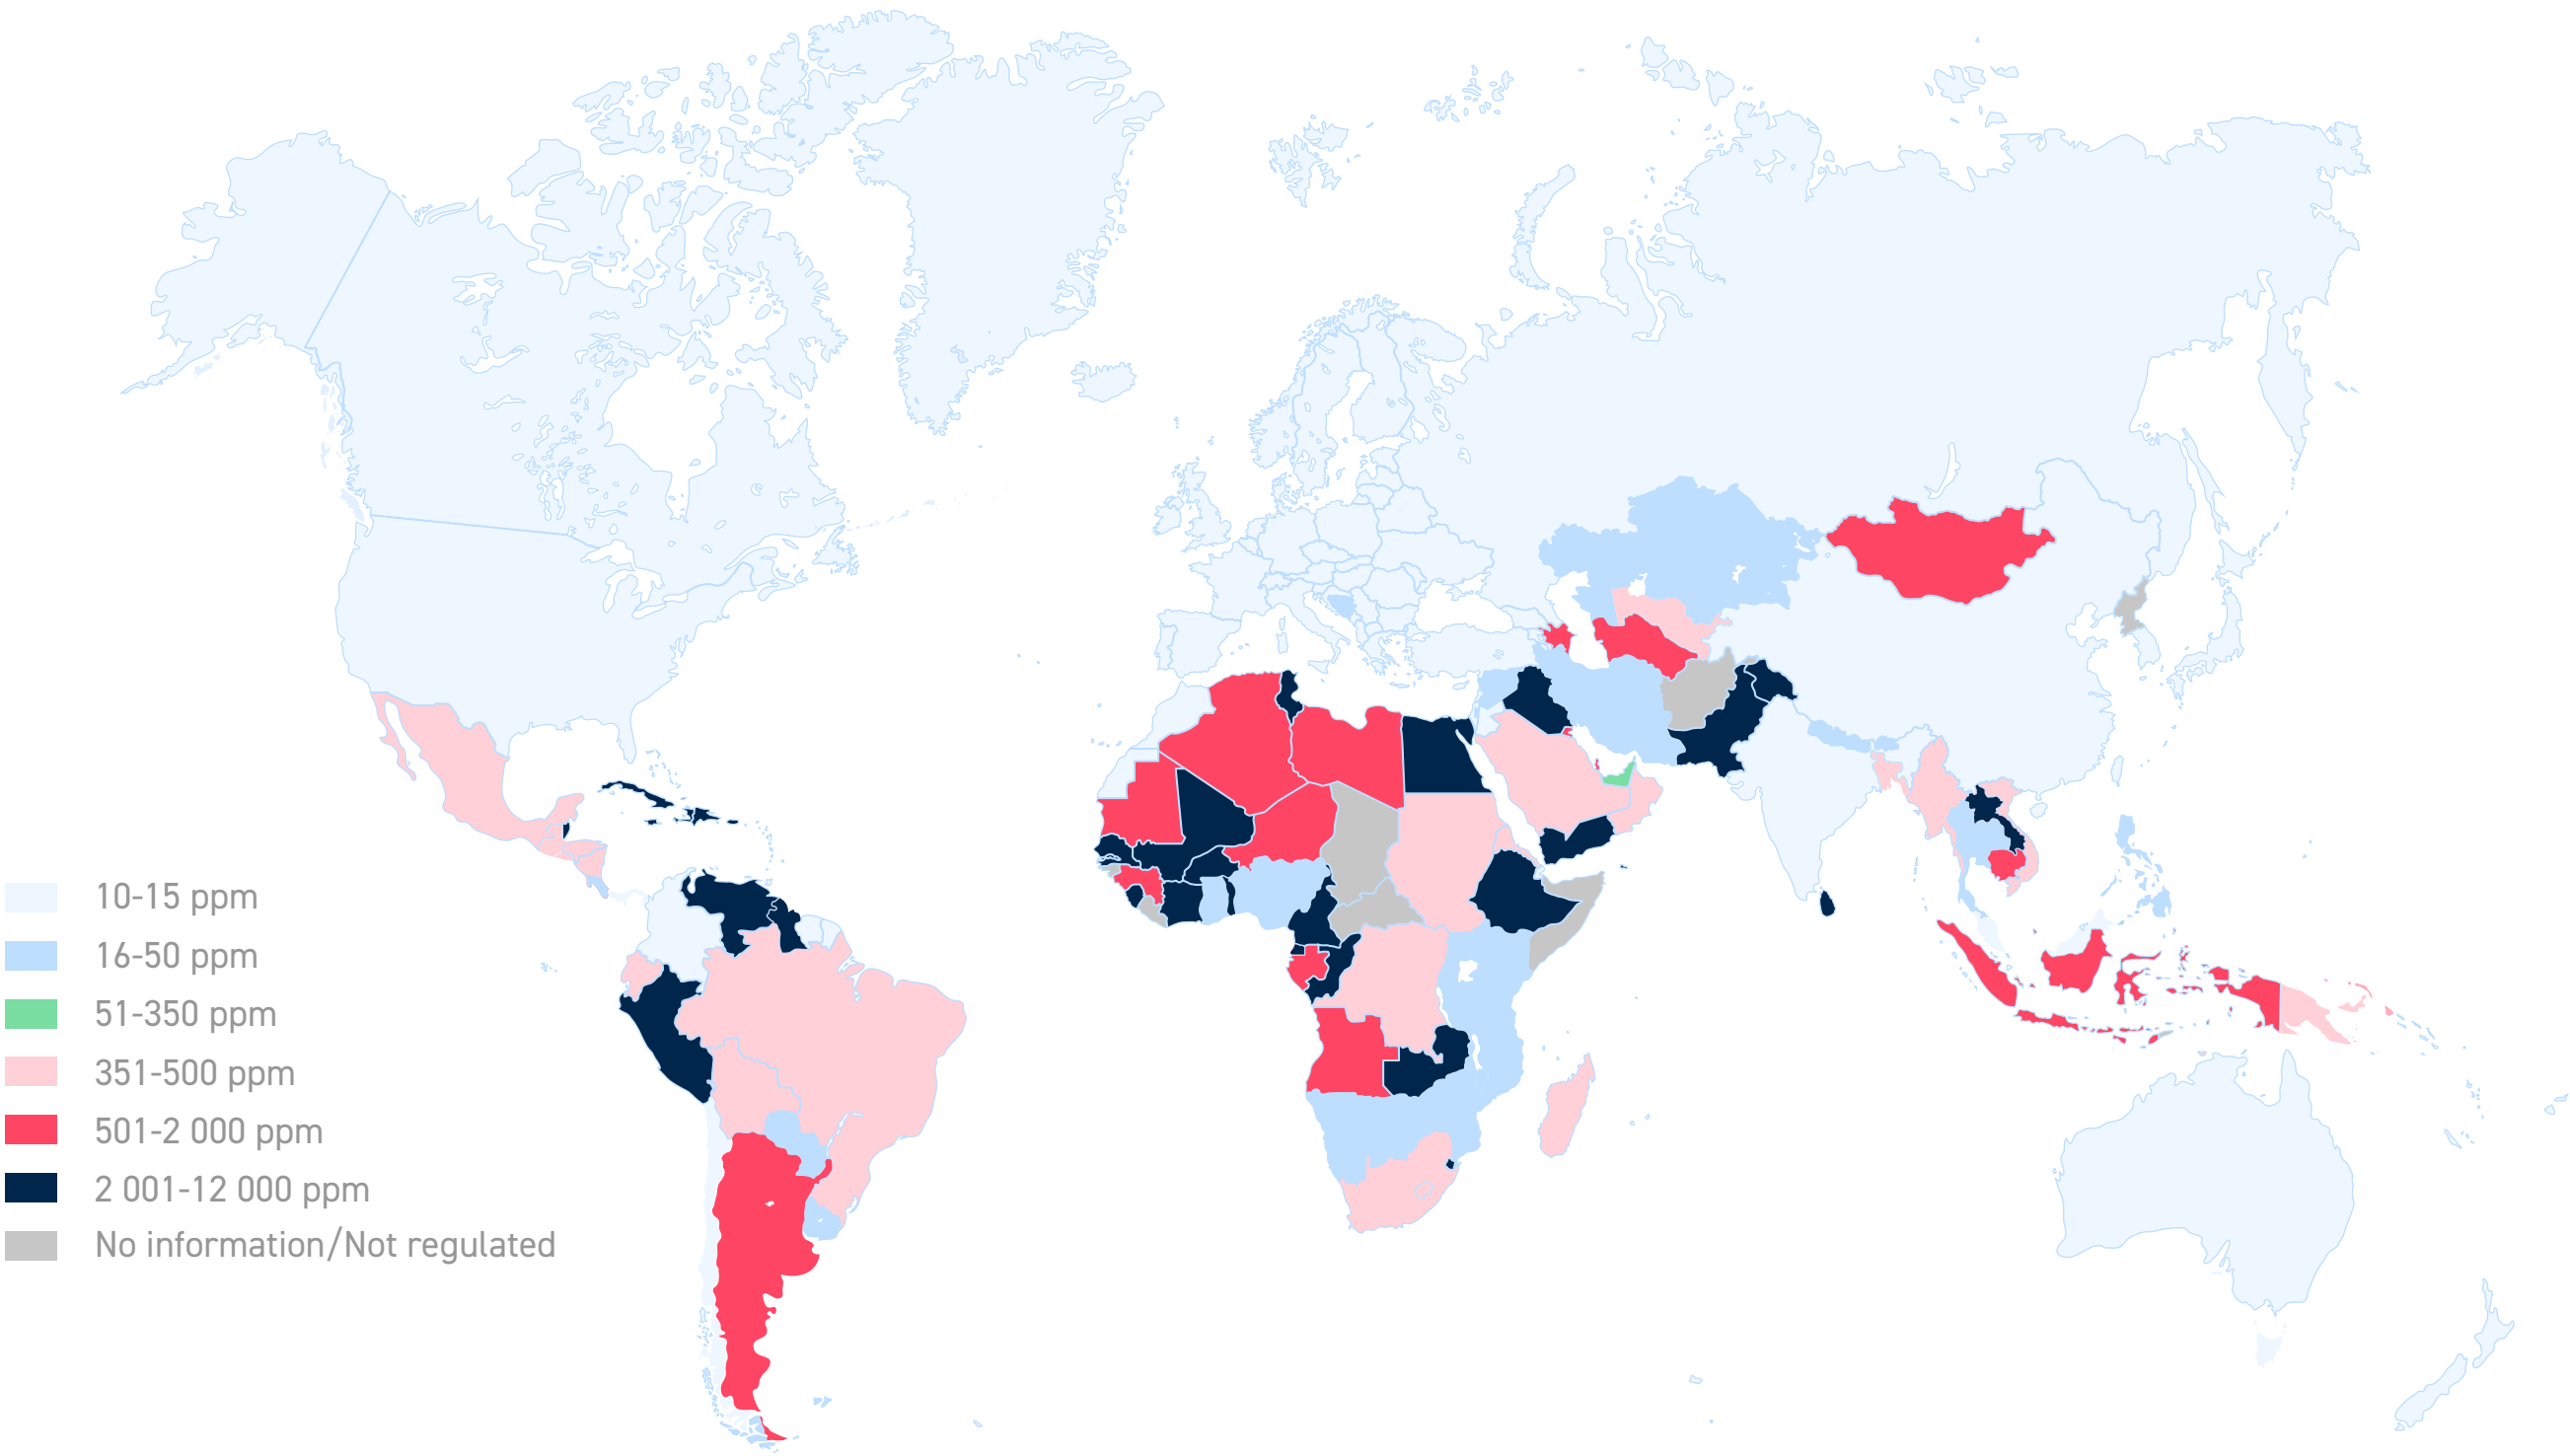 10-15 ppm
16-50 ppm
51-350 ppm
351-500 ppm
501-2 000 ppm
2 001-12 000 ppm
No information/Not regulated